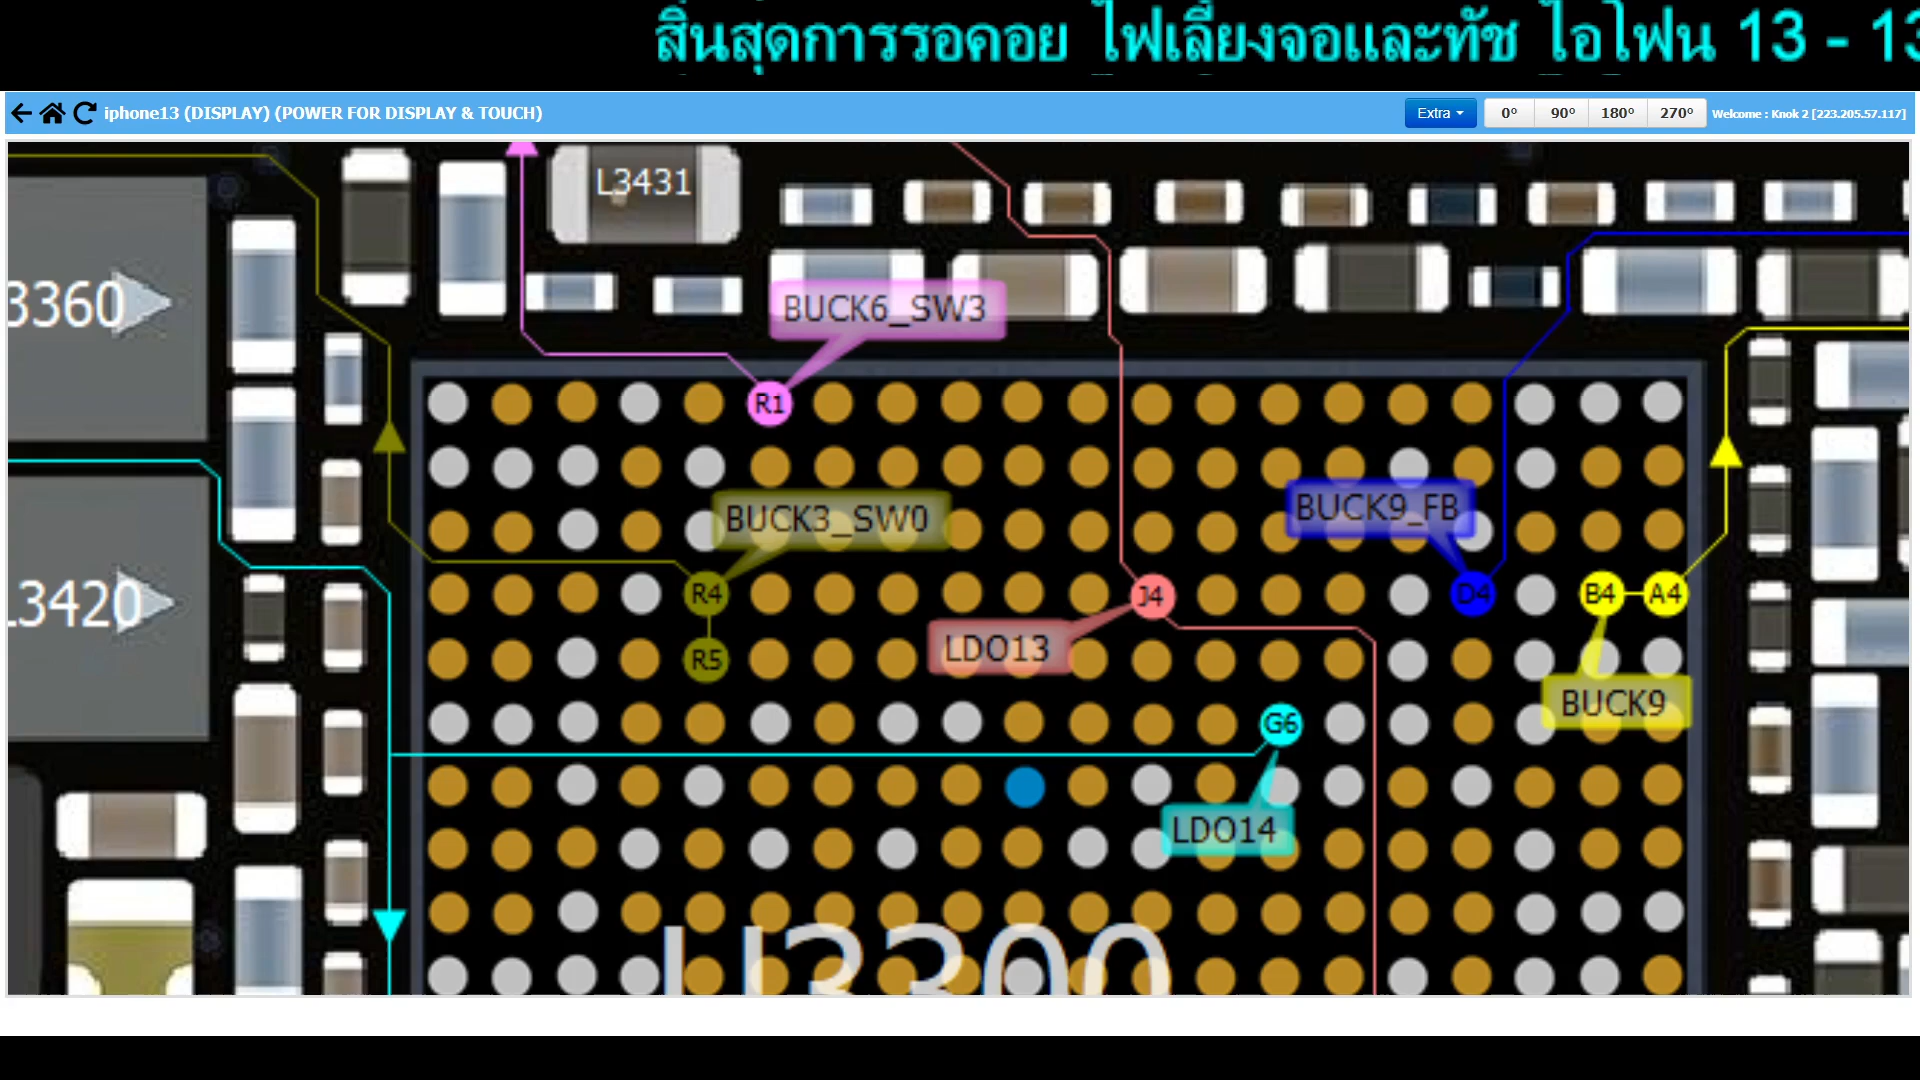 สิ้นสุดการรอคอย ไฟเลี้ยงจอและทัช ไอโฟน 13 - 13
iphone13 (DISPLAY) (POWER FOR DISPLAY & TOUCH)
Extra 0° 90° 180° 270° Welcome : Knok 2 [223.205.57.117]
L3431
3360
BUCK6_SW3
R1
BUCK3_SW0
BUCK9_FB
L3420
R4
J4
D4
B4
A4
LDO13
R5
BUCK9
G6
LDO14
U3300